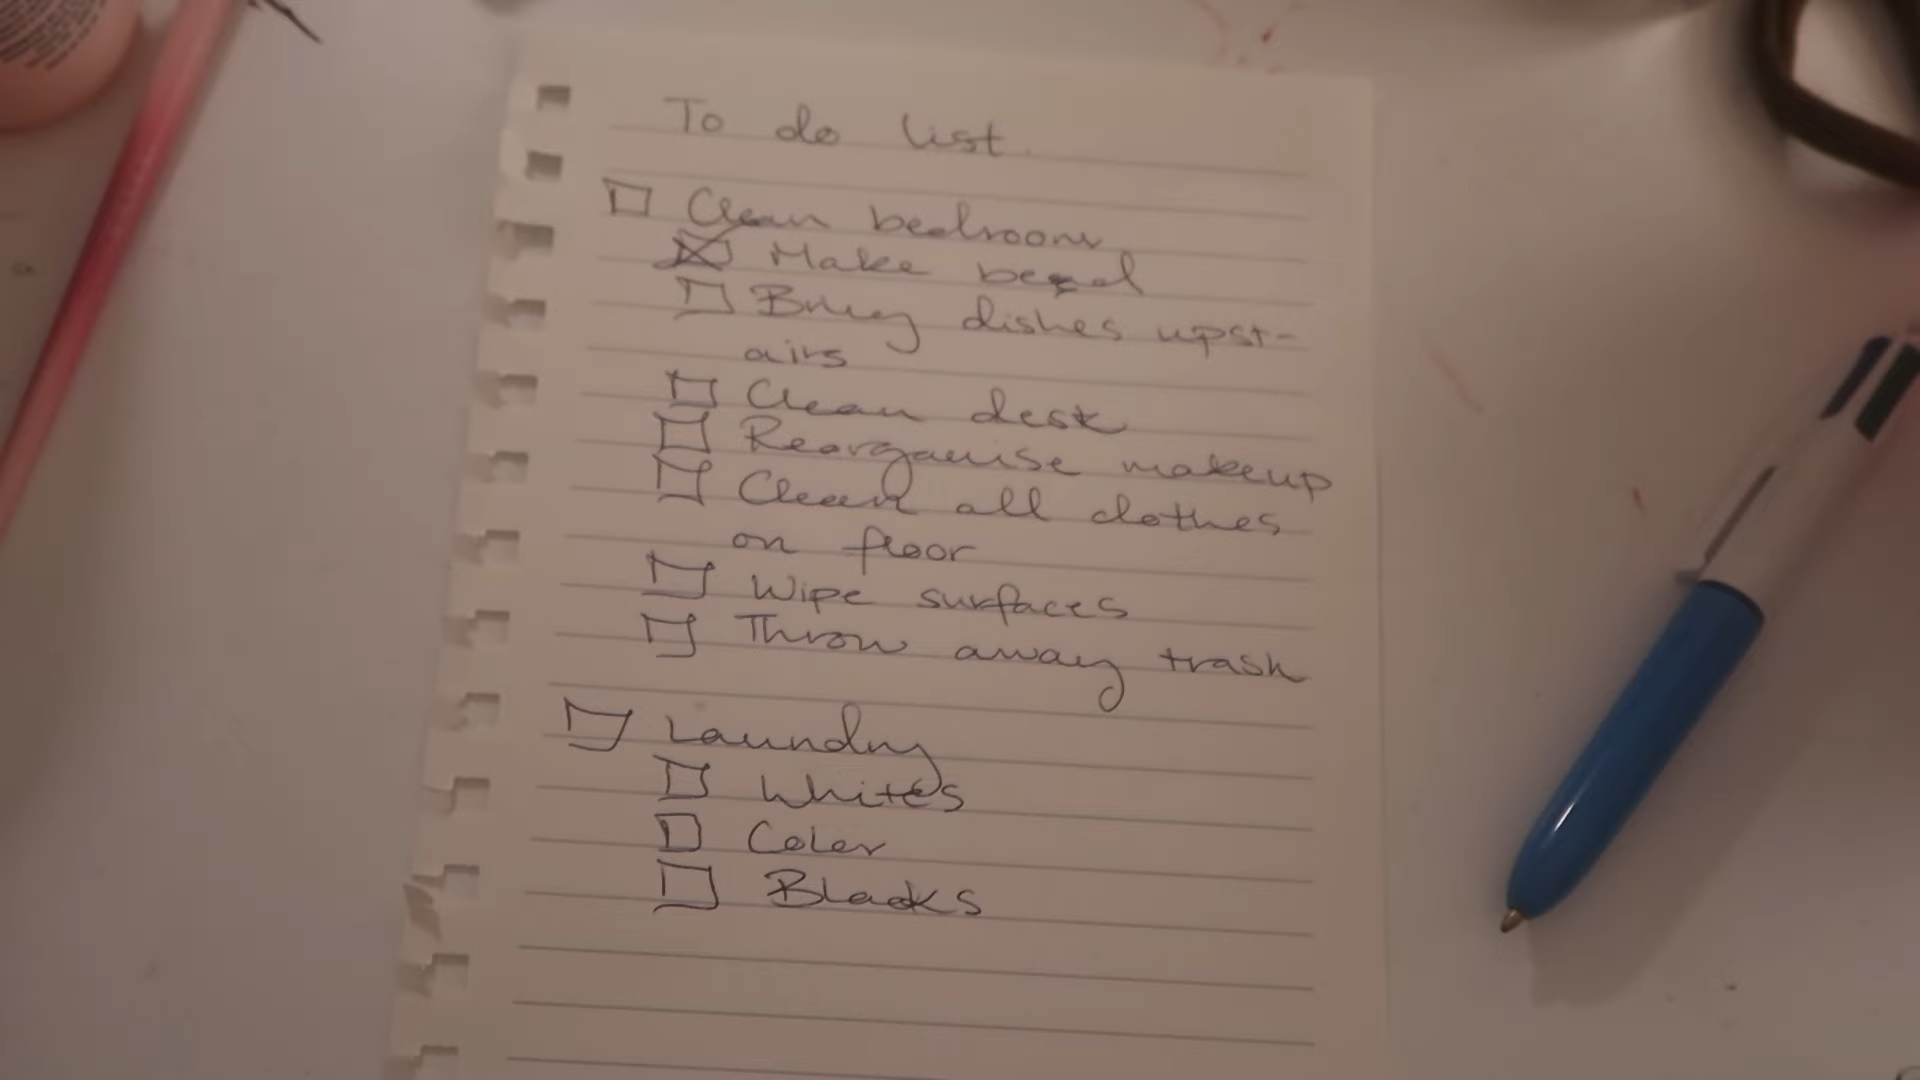 To do list
Clean bedroom
Make bed
Bring dishes upst-
airs
Clean desk
Reorganise makeup
Clean all clothes
on floor
Wipe surfaces
Throw away trash
Laundry
Whites
Color
Blacks